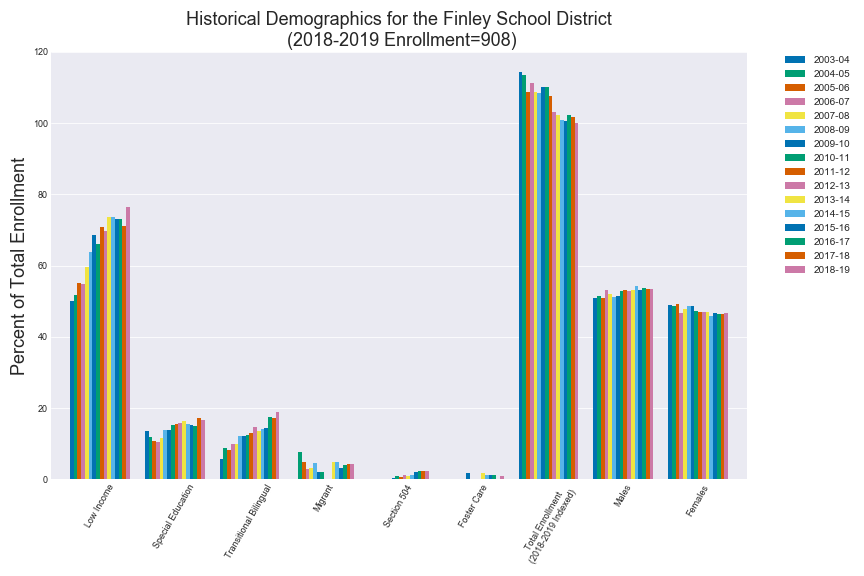 Historical Demographics for the Finley School District
(2018-2019 Enrollment=908)
Percent of Total Enrollment
120
100
80
60
40
20
0
Low Income
Special Education
Transitional Bilingual
Migrant
Section 504
Foster Care
Total Enrollment
(2018-2019 Indexed)
Males
Females
2003-04
2004-05
2005-06
2006-07
2007-08
2008-09
2009-10
2010-11
2011-12
2012-13
2013-14
2014-15
2015-16
2016-17
2017-18
2018-19